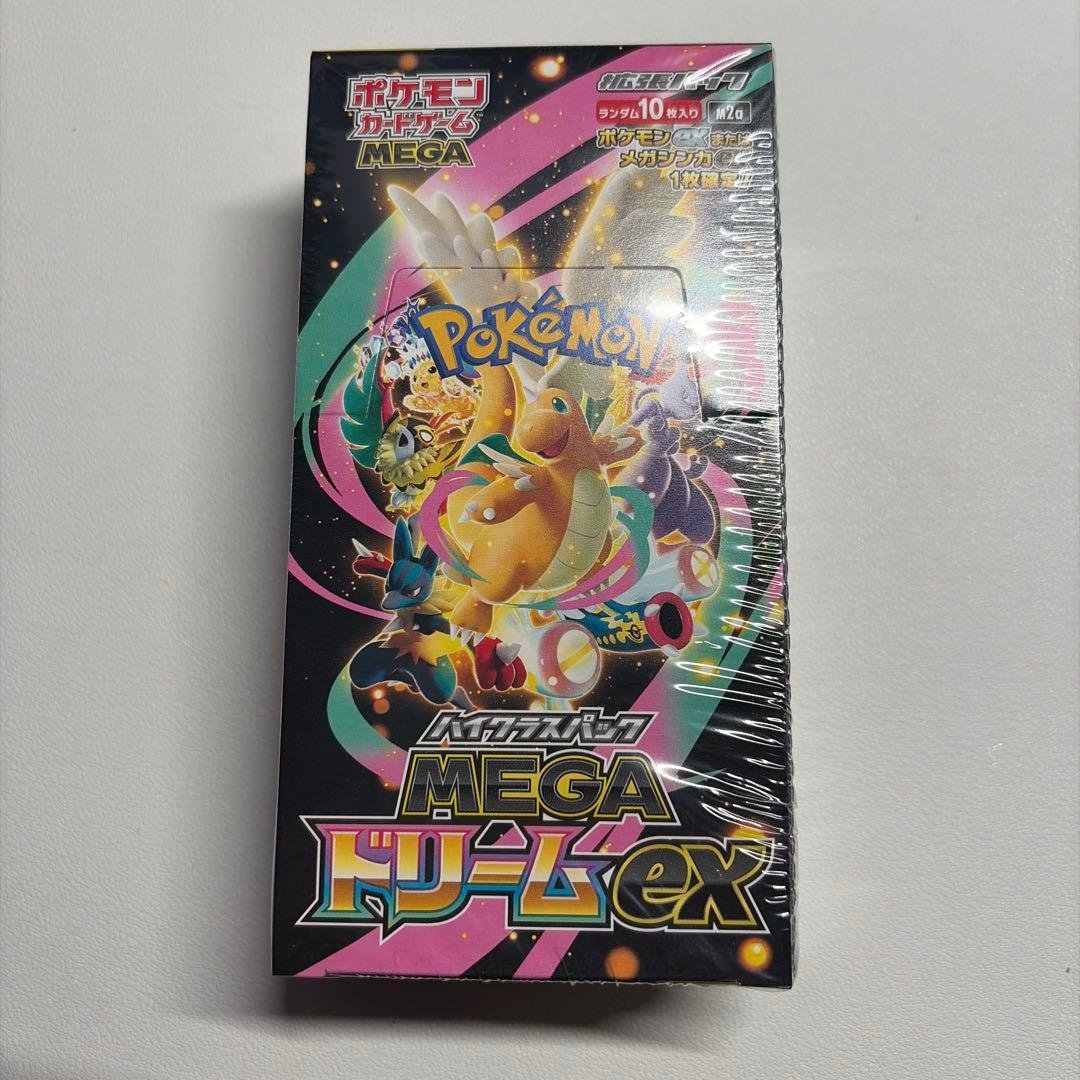 ポケモン
カードゲーム
MEGA
拡張パック
ランダム10枚入り M2a
ポケモンexまたは
メガシンカex
1枚確定!!
POKéMON
ハイクラスパック
MEGA
ドリームex